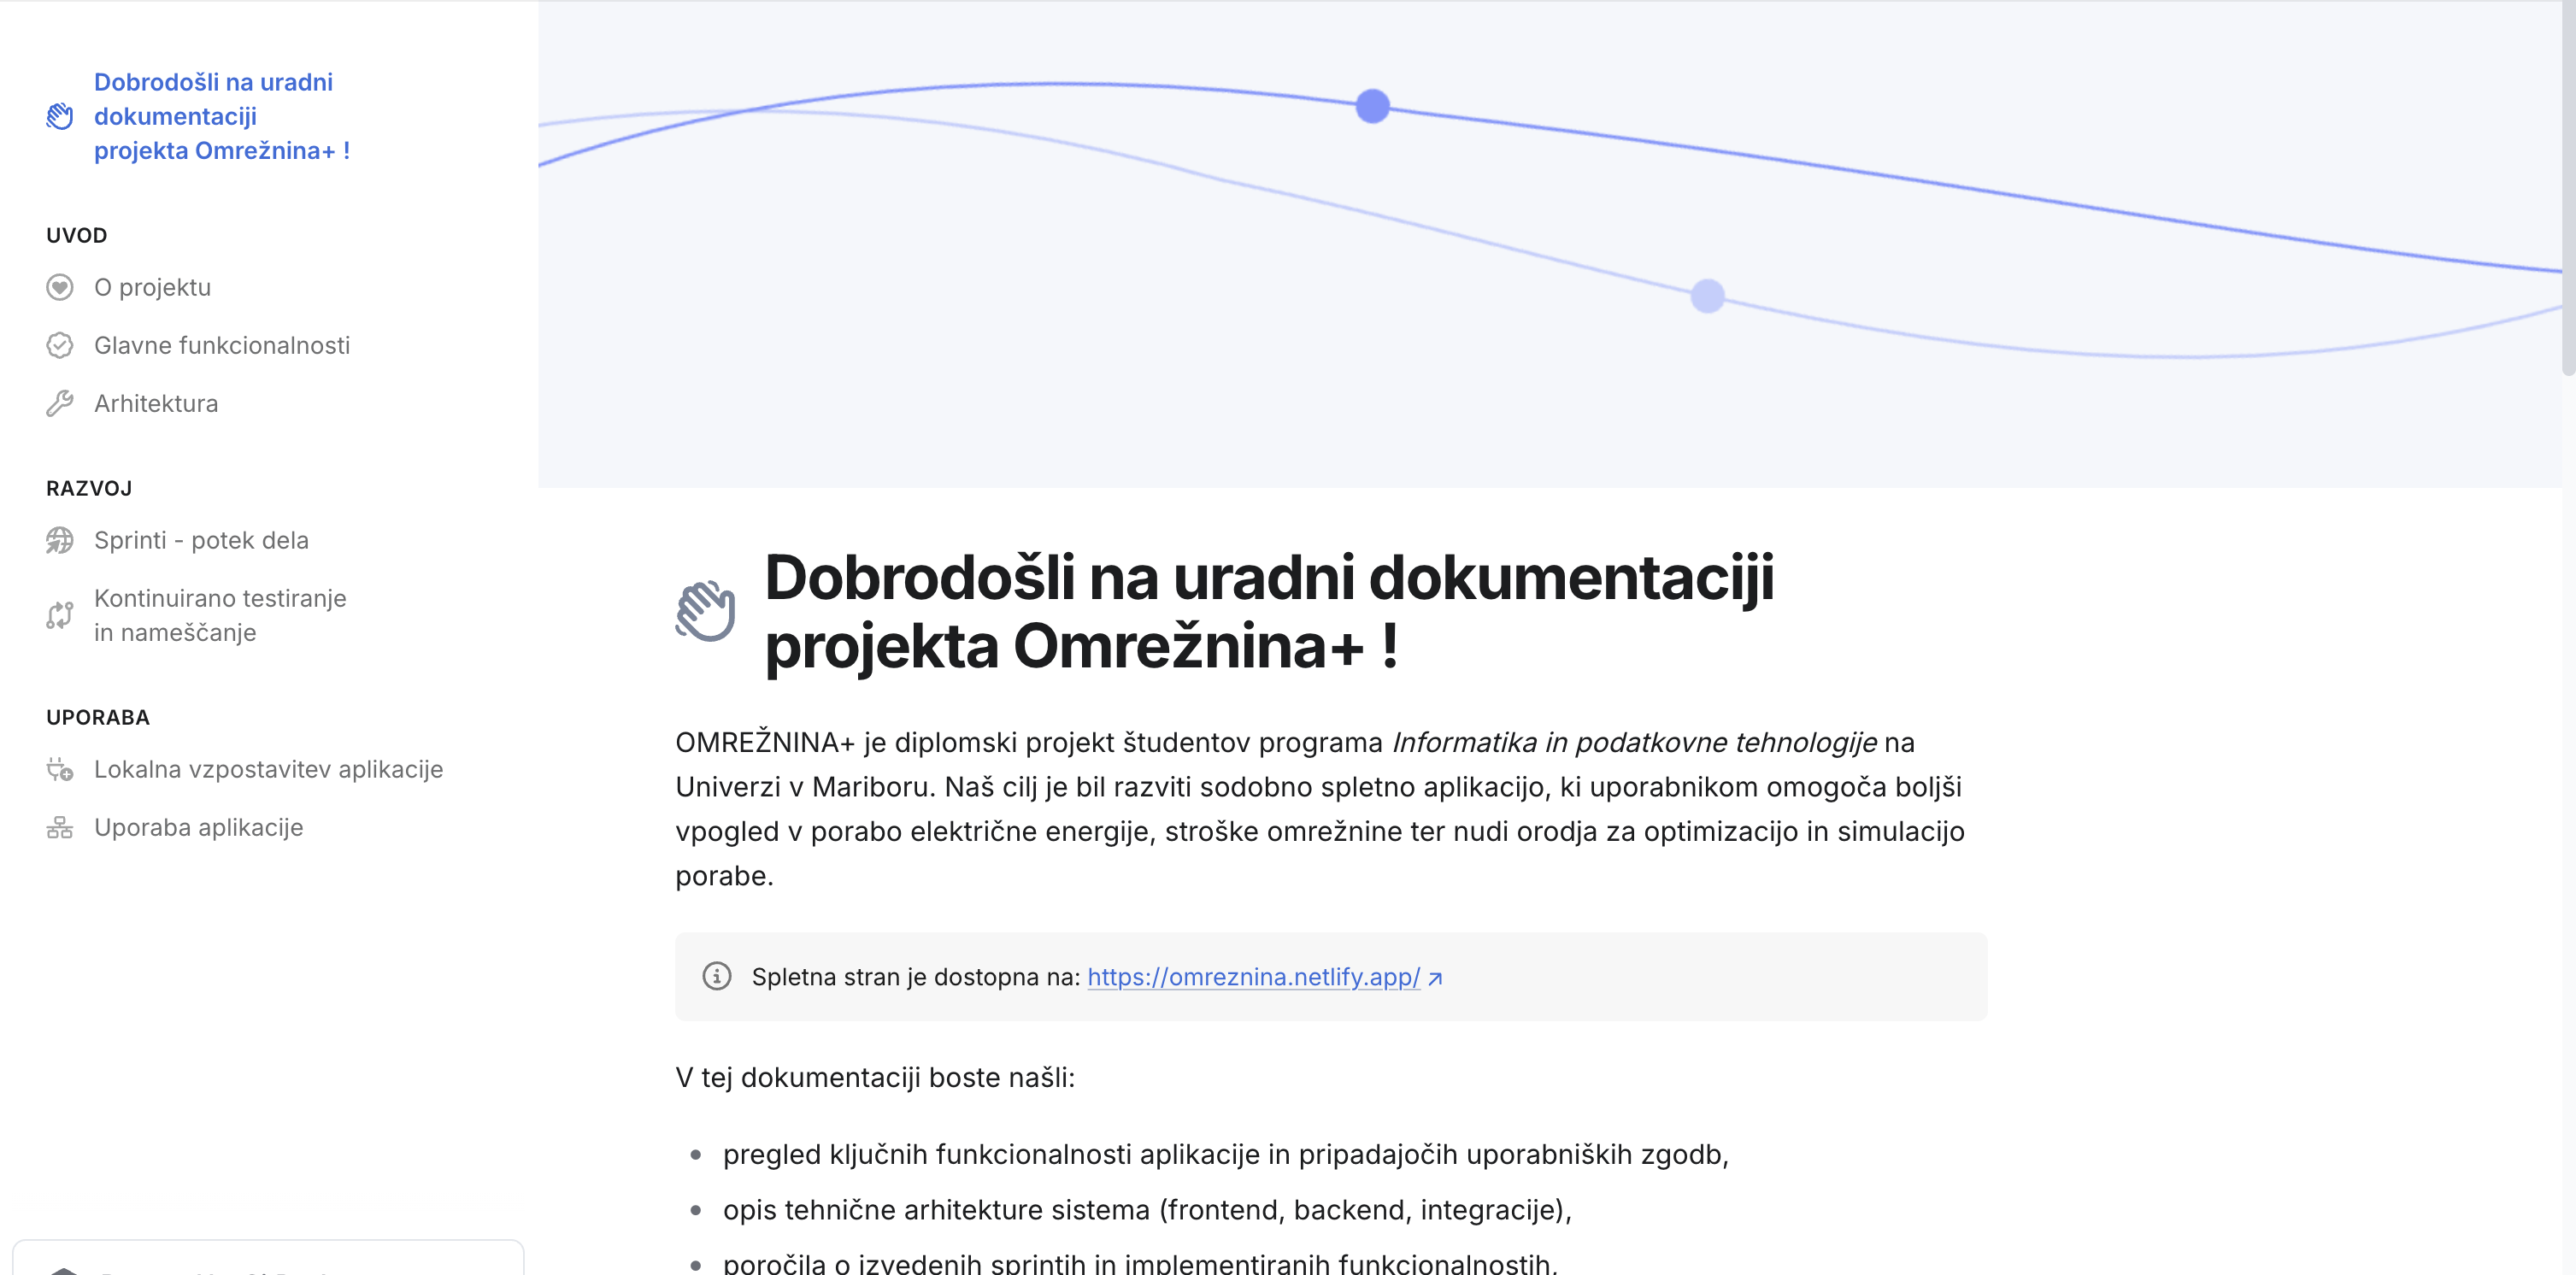 Dobrodošli na uradni
dokumentaciji
projekta Omrežnina+ !
UVOD
O projektu
Glavne funkcionalnosti
Arhitektura
RAZVOJ
Sprinti - potek dela
Kontinuirano testiranje
in nameščanje
UPORABA
Lokalna vzpostavitev aplikacije
Uporaba aplikacije
Dobrodošli na uradni dokumentaciji
projekta Omrežnina+ !
OMREŽNINA+ je diplomski projekt študentov programa Informatika in podatkovne tehnologije na
Univerzi v Mariboru. Naš cilj je bil razviti sodobno spletno aplikacijo, ki uporabnikom omogoča boljši
vpogled v porabo električne energije, stroške omrežnine ter nudi orodja za optimizacijo in simulacijo
porabe.
Spletna stran je dostopna na: https://omreznina.netlify.app/
V tej dokumentaciji boste našli:
pregled ključnih funkcionalnosti aplikacije in pripadajočih uporabniških zgodb,
opis tehnične arhitekture sistema (frontend, backend, integracije),
poročila o izvedenih sprintih in implementiranih funkcionalnostih,